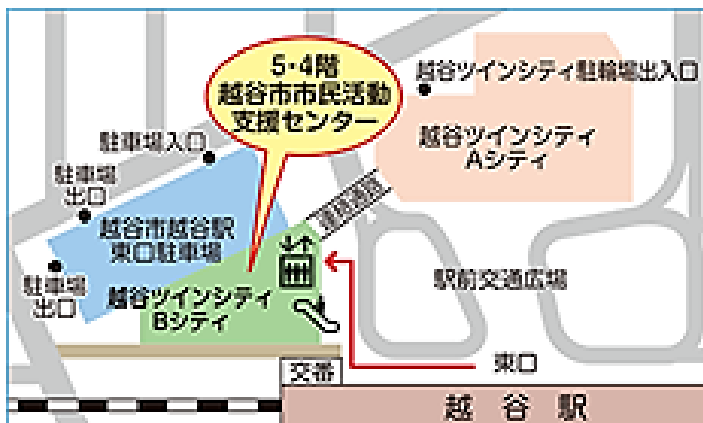 5・4階
越谷市市民活動
支援センター
越谷ツインシティ駐輪場出入口
越谷ツインシティ
Aシティ
駐車場入口
駐車場
出口
越谷市越谷駅
東口駐車場
連絡通路
駐車場
出口
越谷ツインシティ
Bシティ
駅前交通広場
東口
交番
越谷駅